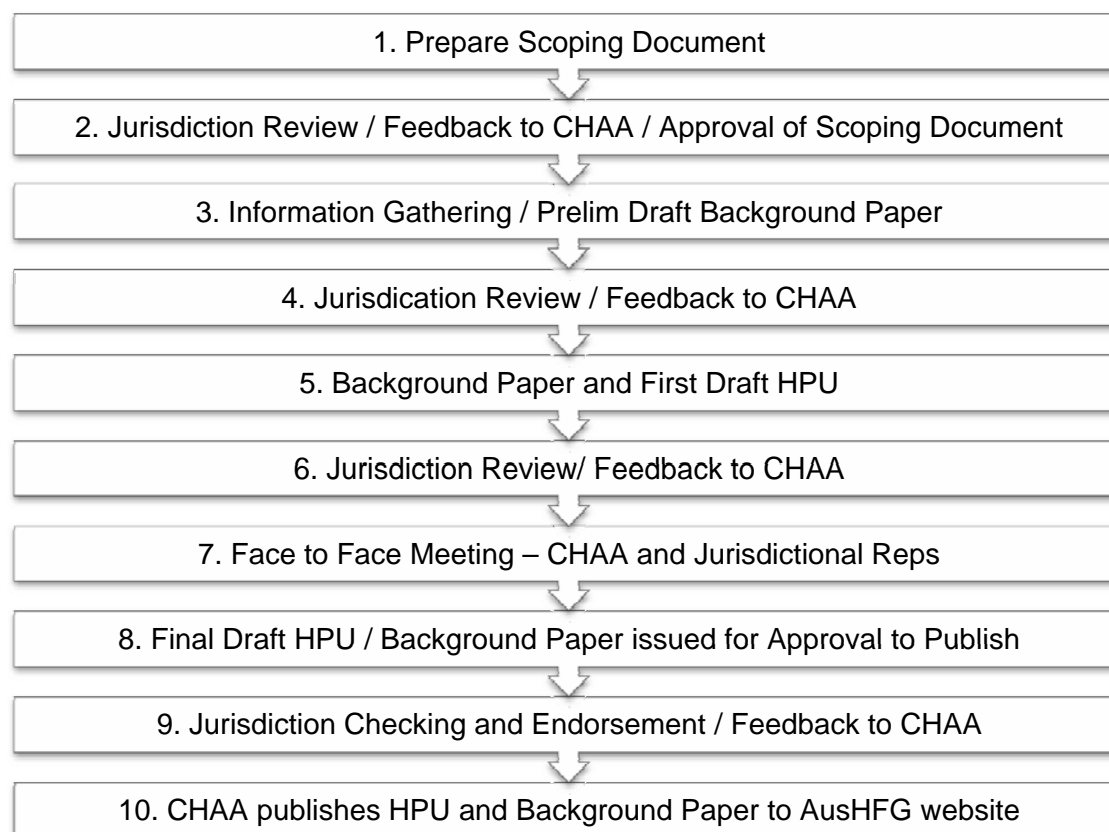 1. Prepare Scoping Document
2. Jurisdiction Review / Feedback to CHAA / Approval of Scoping Document
3. Information Gathering / Prelim Draft Background Paper
4. Jurisdication Review / Feedback to CHAA
5. Background Paper and First Draft HPU
6. Jurisdiction Review/ Feedback to CHAA
7. Face to Face Meeting – CHAA and Jurisdictional Reps
8. Final Draft HPU / Background Paper issued for Approval to Publish
9. Jurisdiction Checking and Endorsement / Feedback to CHAA
10. CHAA publishes HPU and Background Paper to AusHFG website